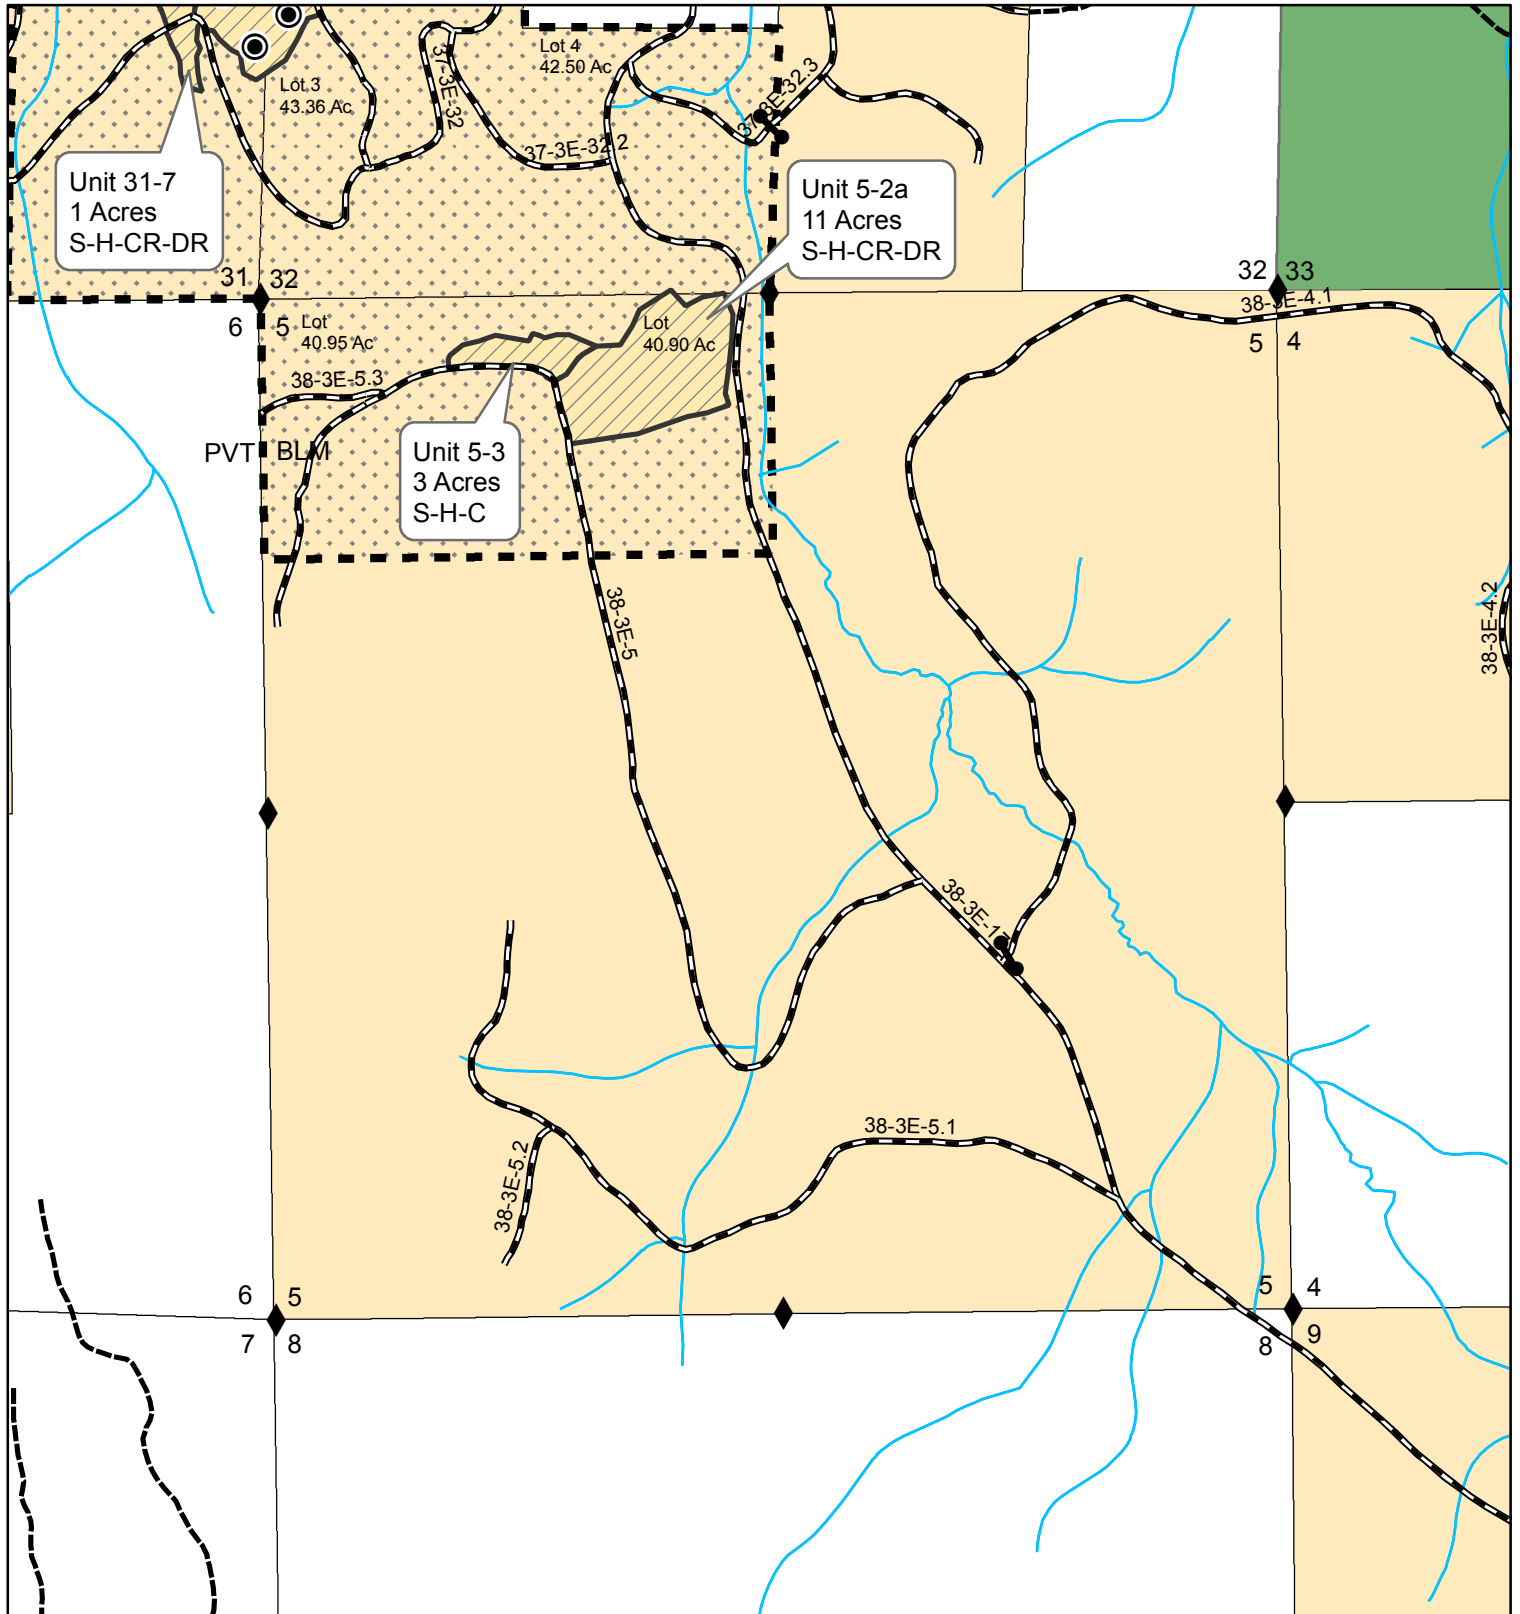 Lot 4
42.50 Ac
Lot 3
43.36 Ac
37-3E-32
37-3E-32.3
37-3E-32.2
Unit 31-7
1 Acres
S-H-CR-DR
Unit 5-2a
11 Acres
S-H-CR-DR
31 32
6 5
32 33
5 4
38-3E-4.1
Lot
40.95 Ac
Lot
40.90 Ac
38-3E-5.3
PVT BLM
Unit 5-3
3 Acres
S-H-C
38-3E-5
38-3E-4.2
38-3E-17
38-3E-5.1
38-3E-5.2
6 5
7 8
5 4
8 9